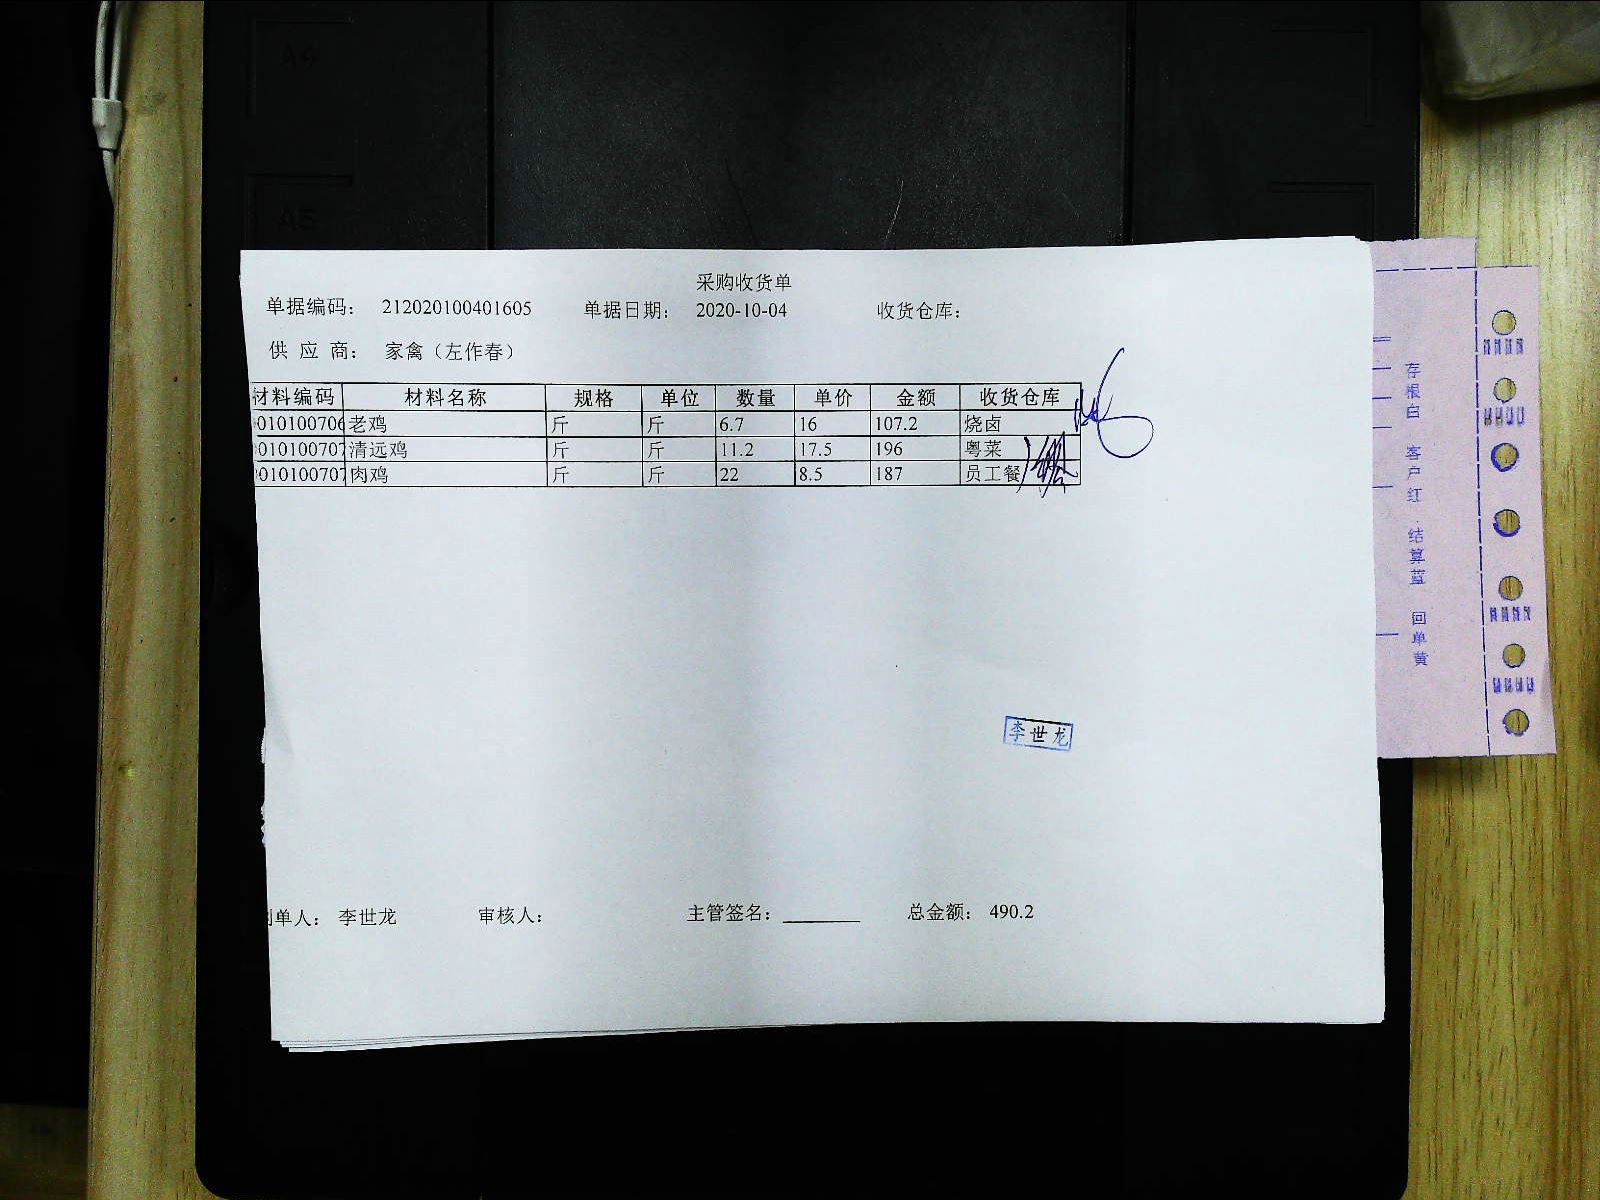 A4
A5
采购收货单
单据编码： 212020100401605 单据日期： 2020-10-04 收货仓库：
供 应 商： 家禽（左作春）
材料编码 材料名称 规格 单位 数量 单价 金额 收货仓库
010100706 老鸡 斤 斤 6.7 16 107.2 烧卤
010100707 清远鸡 斤 斤 11.2 17.5 196 粤菜
010100707 肉鸡 斤 斤 22 8.5 187 员工餐
李世龙
制单人： 李世龙 审核人： 主管签名： 总金额： 490.2
存根白 客户红 结算蓝 回单黄